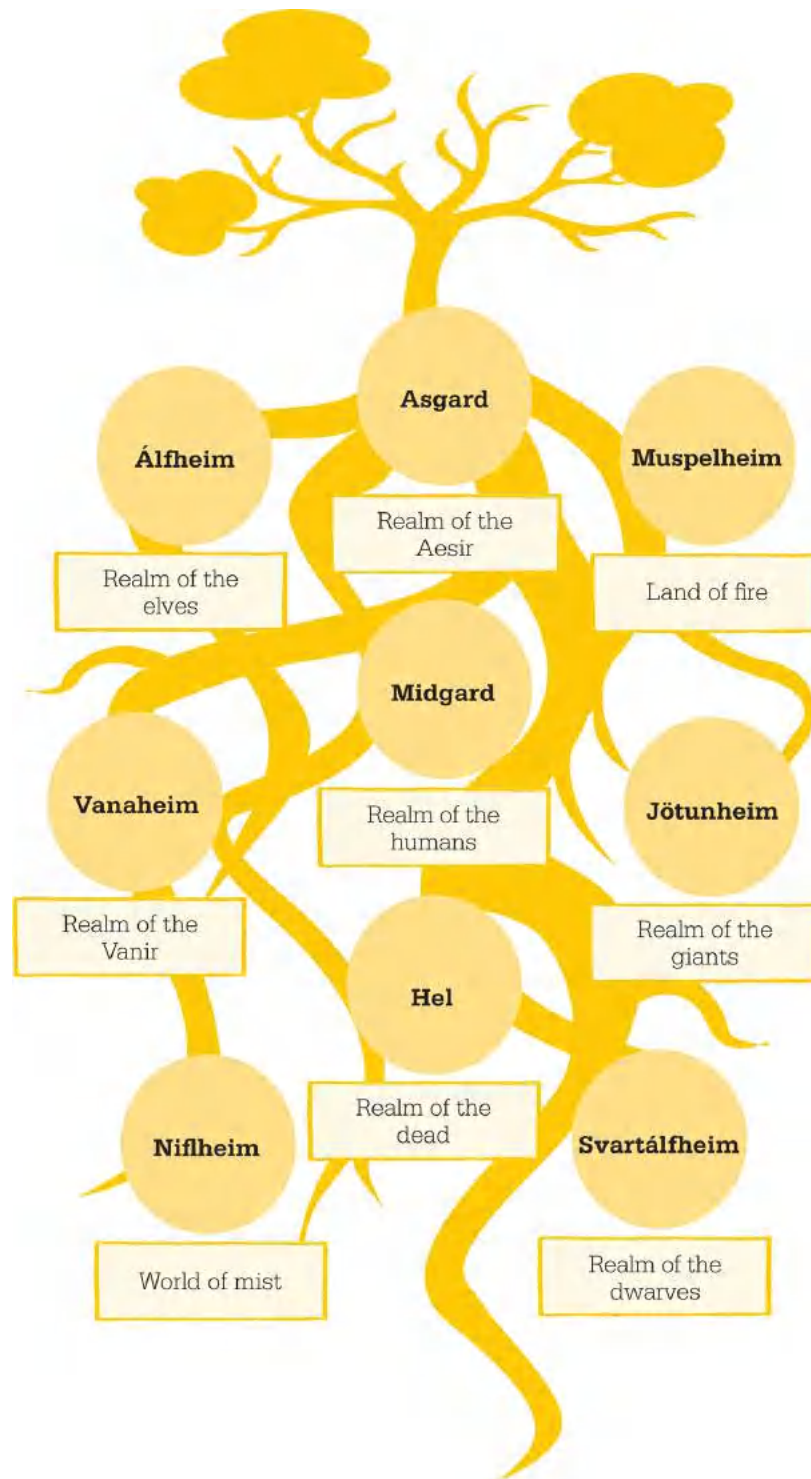 Asgard
Realm of the
Aesir
Álfheim
Realm of the
elves
Muspelheim
Land of fire
Midgard
Realm of the
humans
Vanaheim
Realm of the
Vanir
Jötunheim
Realm of the
giants
Hel
Realm of the
dead
Niflheim
World of mist
Svartálfheim
Realm of the
dwarves